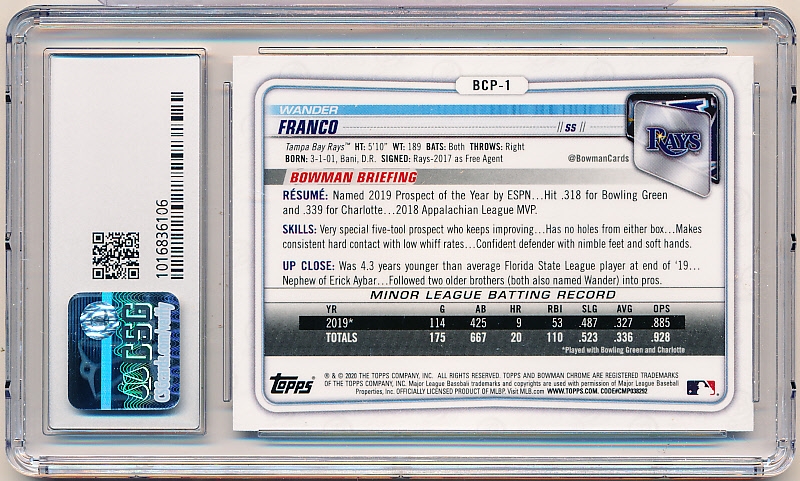 BCP-1
WANDER
FRANCO
// SS //
RAYS
Tampa Bay Rays™ HT: 5'10" WT: 189 BATS: Both THROWS: Right
BORN: 3-1-01, Bani, D.R. SIGNED: Rays-2017 as Free Agent
@BowmanCards
BOWMAN BRIEFING
RÉSUMÉ: Named 2019 Prospect of the Year by ESPN...Hit .318 for Bowling Green
and .339 for Charlotte...2018 Appalachian League MVP.
SKILLS: Very special five-tool prospect who keeps improving...Has no holes from either box...Makes
consistent hard contact with low whiff rates...Confident defender with nimble feet and soft hands.
UP CLOSE: Was 4.3 years younger than average Florida State League player at end of '19...
Nephew of Erick Aybar...Followed two older brothers (both also named Wander) into pros.
MINOR LEAGUE BATTING RECORD
YR G AB HR RBI SLG AVG OPS
2019* 114 425 9 53 .487 .327 .885
TOTALS 175 667 20 110 .523 .336 .928
*Played with Bowling Green and Charlotte
Topps
® & © 2020 THE TOPPS COMPANY, INC. ALL RIGHTS RESERVED. TOPPS AND BOWMAN CHROME ARE REGISTERED TRADEMARKS
OF THE TOPPS COMPANY, INC. Major League Baseball trademarks and copyrights are used with permission of Major League Baseball
Properties, Inc. OFFICIALLY LICENSED PRODUCT OF MLBP. Visit MLB.com WWW.TOPPS.COM. CODE#CMP038292
1016836106
CSG